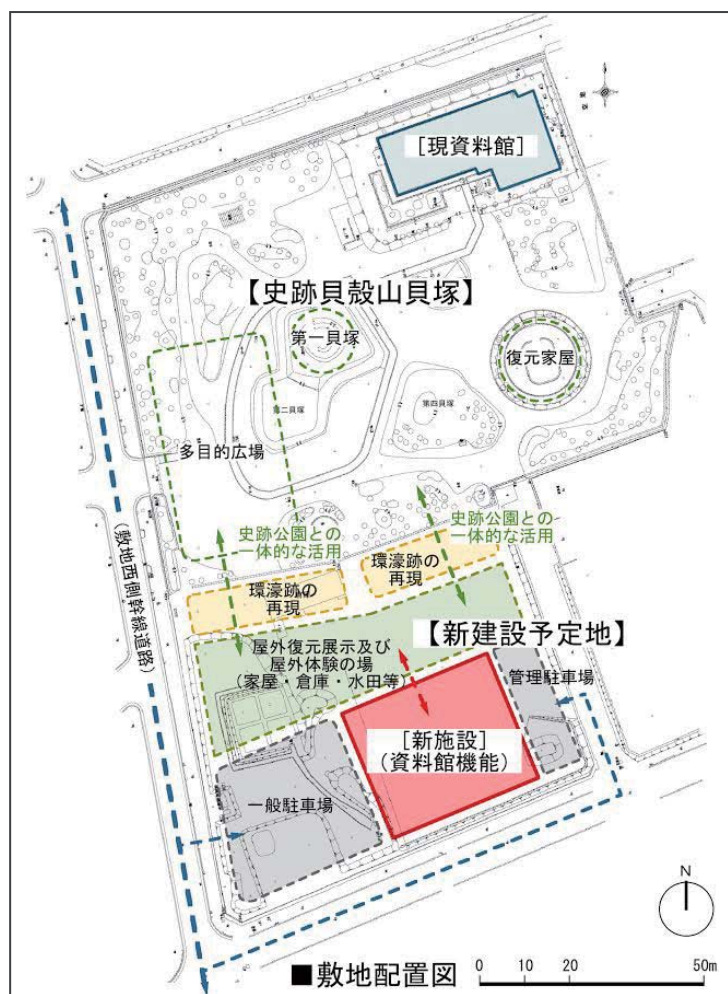 [現資料館]
【史跡貝殻山貝塚】
第一貝塚
復元家屋
第二貝塚
第四貝塚
多目的広場
(敷地西側幹線道路)
史跡公園との
一体的な活用
史跡公園との
一体的な活用
環濠跡の
再現
環濠跡の
再現
【新建設予定地】
屋外復元展示及び
屋外体験の場
(家屋・倉庫・水田等)
管理駐車場
[新施設]
(資料館機能)
一般駐車場
N
■敷地配置図
0 10 20 50m